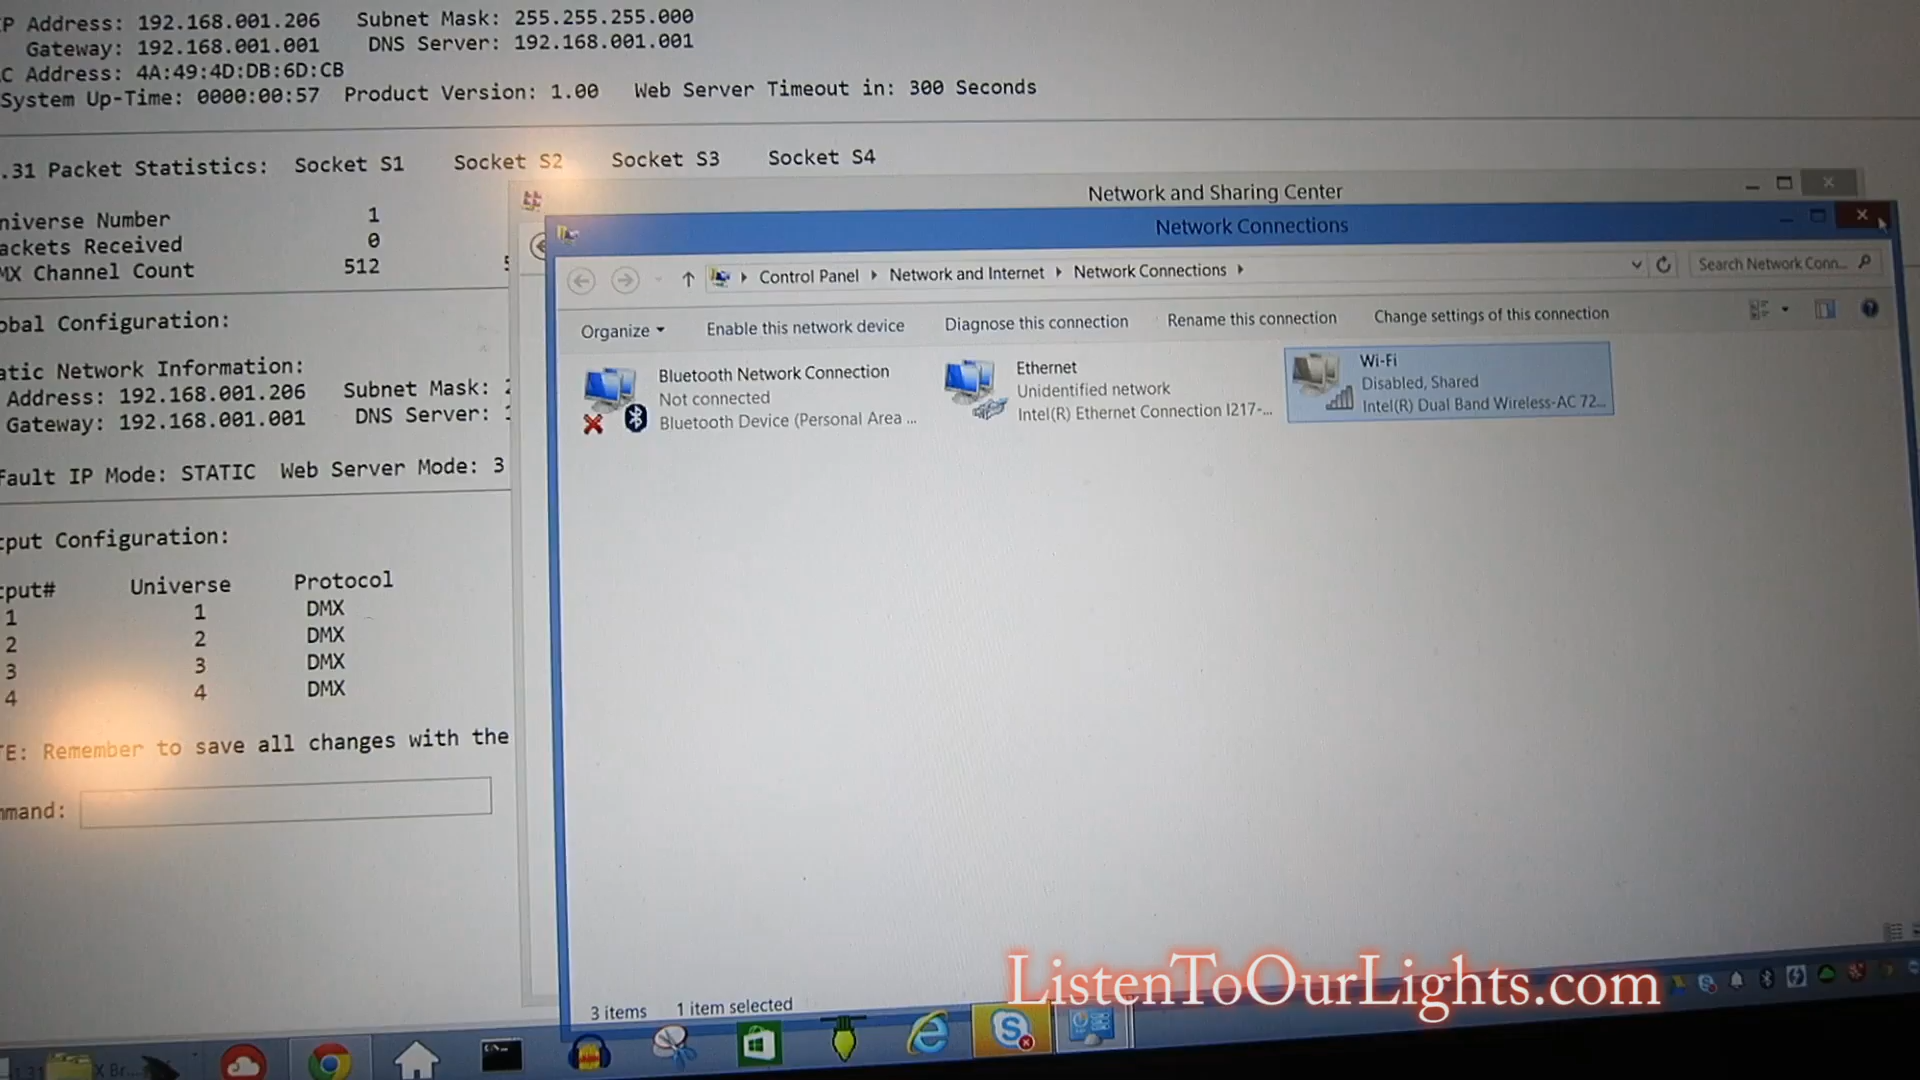 P Address: 192.168.001.206 Subnet Mask: 255.255.255.000
Gateway: 192.168.001.001 DNS Server: 192.168.001.001
C Address: 4A:49:4D:DB:6D:CB
System Up-Time: 0000:00:57 Product Version: 1.00 Web Server Timeout in: 300 Seconds
.31 Packet Statistics: Socket S1 Socket S2 Socket S3 Socket S4
niverse Number 1
ackets Received 0
MX Channel Count 512
obal Configuration:
atic Network Information:
Address: 192.168.001.206 Subnet Mask: 2
Gateway: 192.168.001.001 DNS Server: 1
fault IP Mode: STATIC Web Server Mode: 3
tput Configuration:
tput# Universe Protocol
1 1 DMX
2 2 DMX
3 3 DMX
4 4 DMX
TE: Remember to save all changes with the
mmand:
Network and Sharing Center
Network Connections
Control Panel Network and Internet Network Connections
Search Network Conn...
Organize Enable this network device Diagnose this connection Rename this connection Change settings of this connection
Bluetooth Network Connection
Not connected
Bluetooth Device (Personal Area ...
Ethernet
Unidentified network
Intel(R) Ethernet Connection I217-...
Wi-Fi
Disabled, Shared
Intel(R) Dual Band Wireless-AC 72...
3 items 1 item selected
ListenToOurLights.com
X Br...